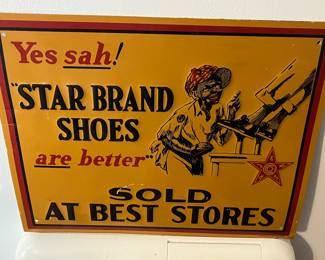 Yes sah!
"STAR BRAND
SHOES
are better"
SOLD
AT BEST STORES